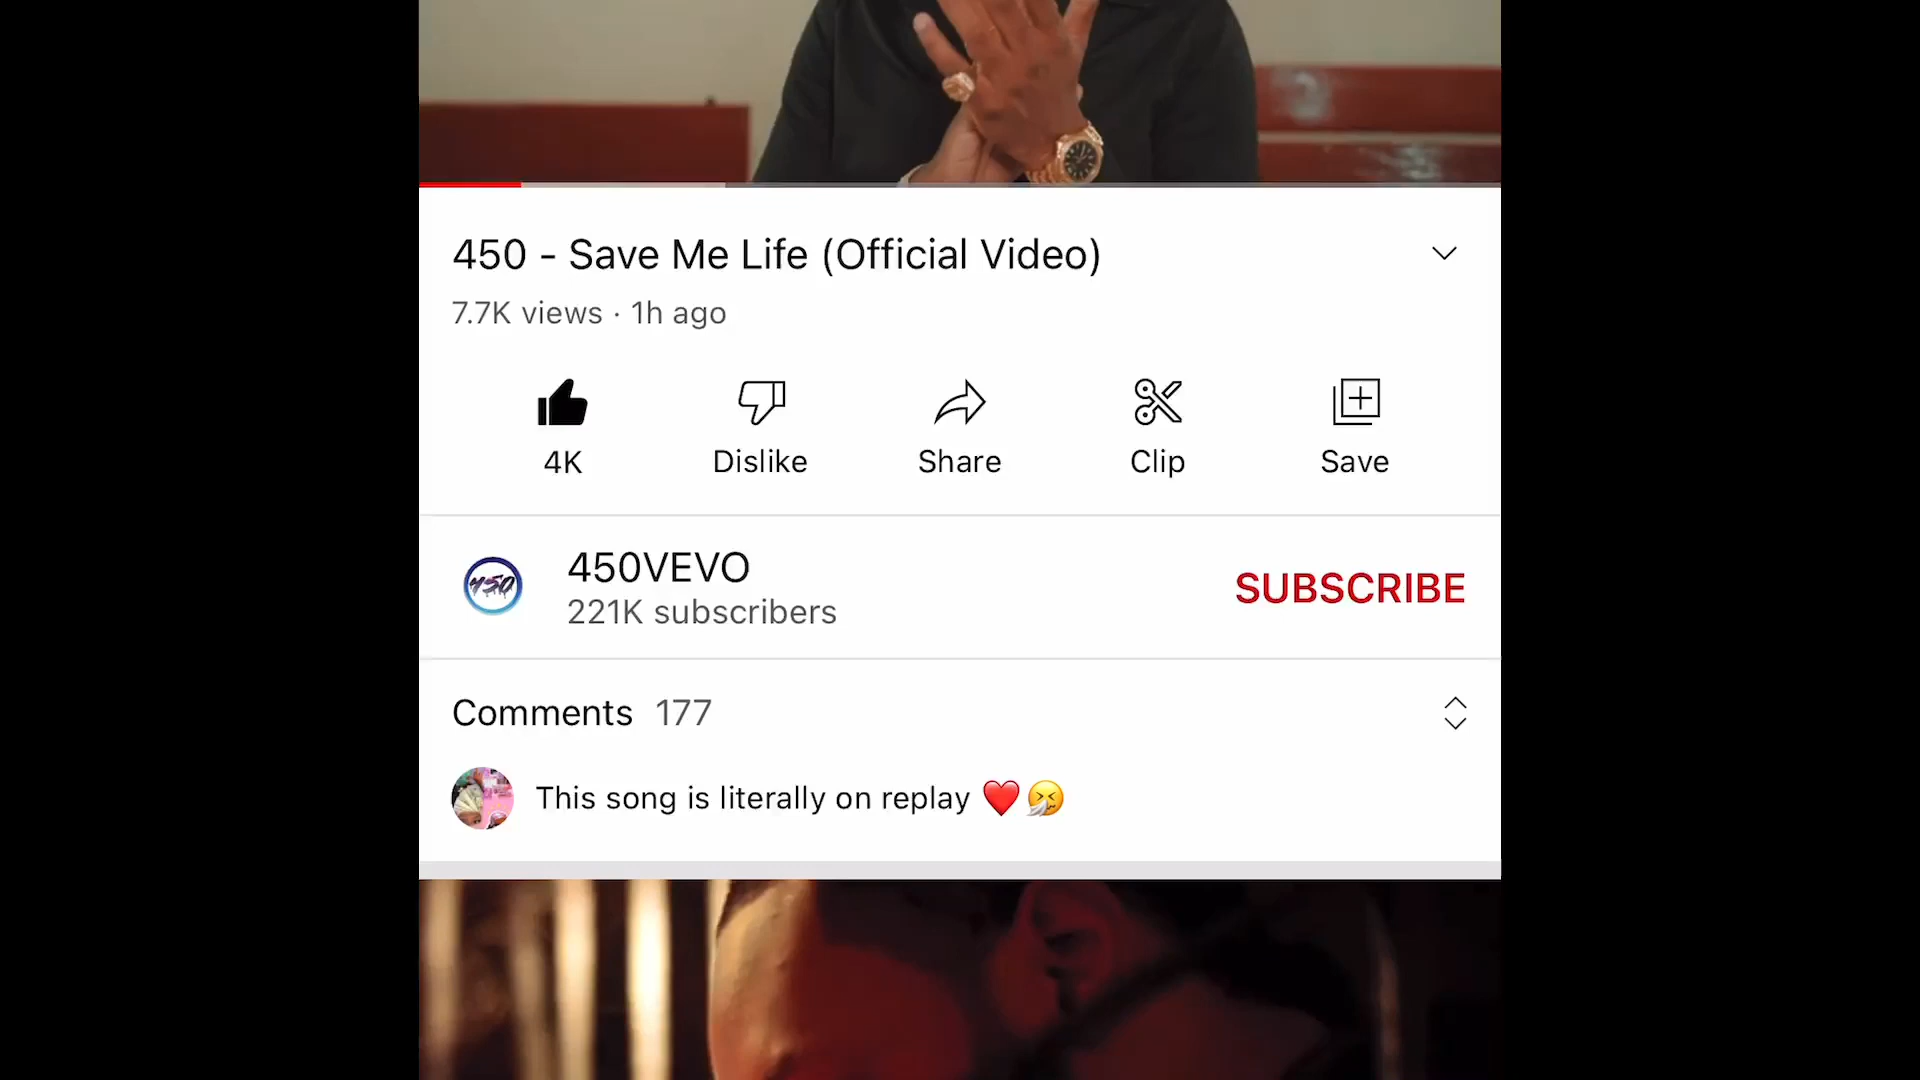 450 - Save Me Life (Official Video)
7.7K views · 1h ago
4K
Dislike
Share
Clip
Save
450
450VEVO
221K subscribers
SUBSCRIBE
Comments 177
This song is literally on replay ❤️🤧